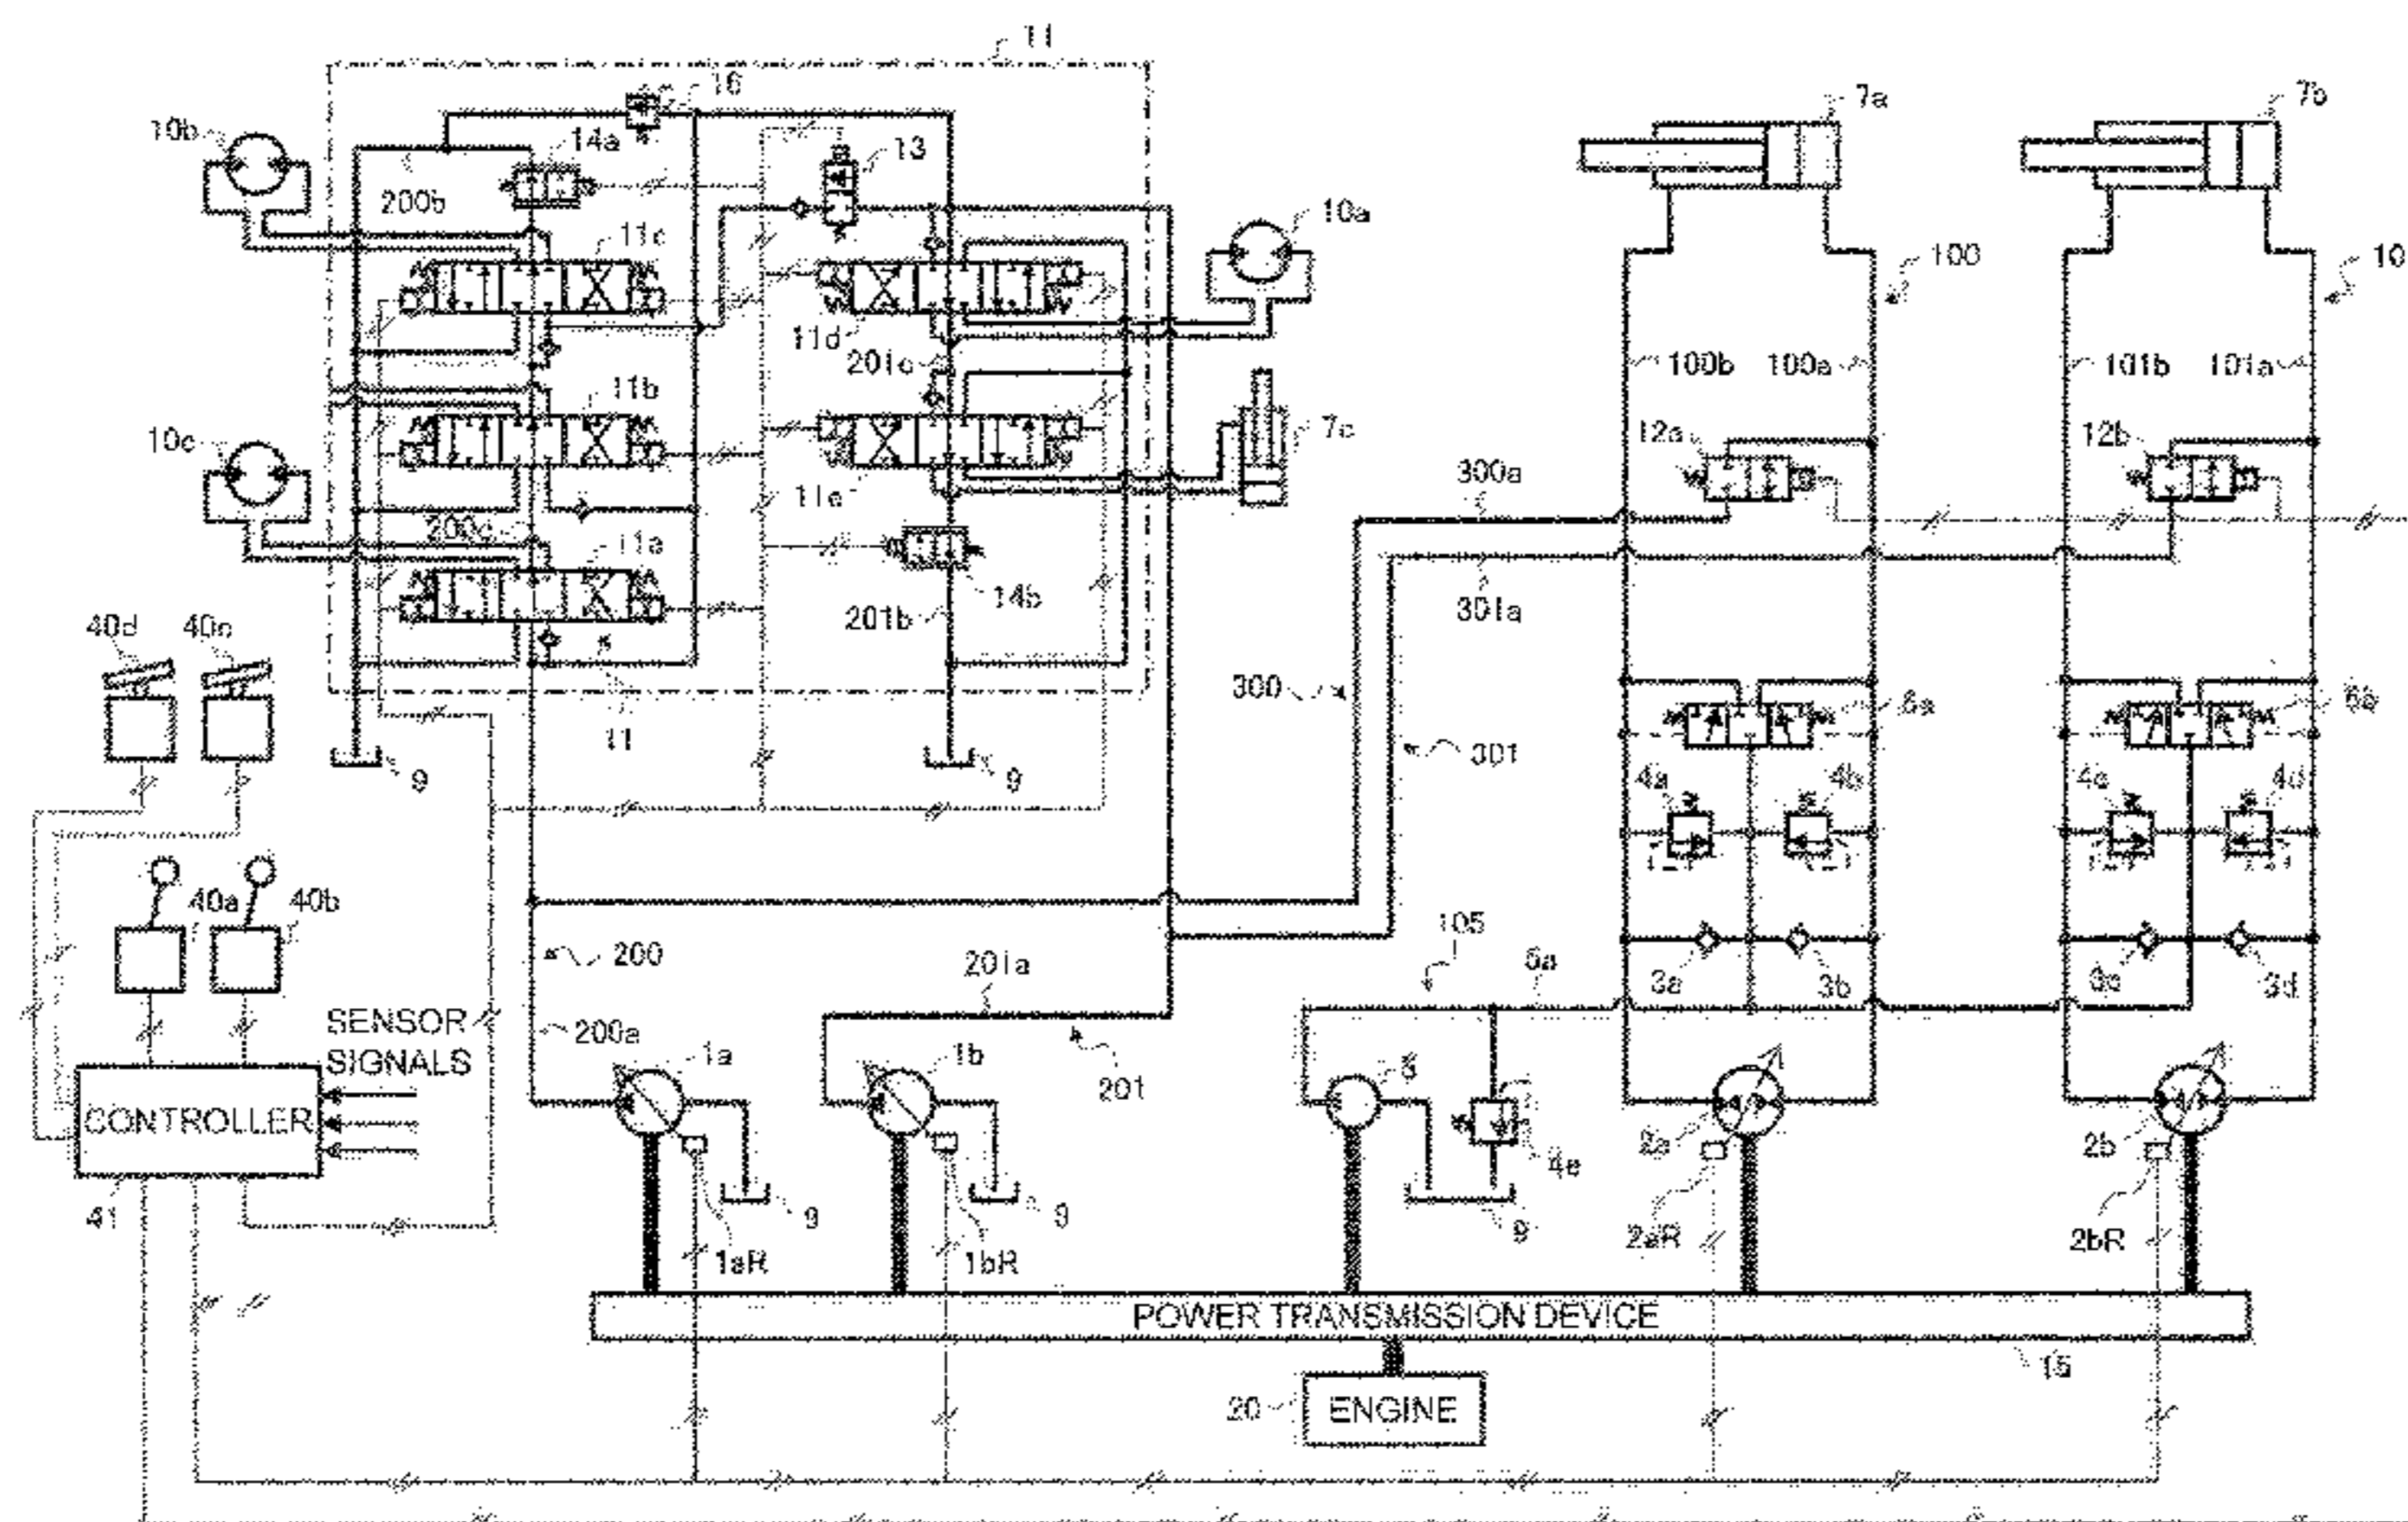 11
16
7a
7b
10b
14a
13
200b
10a
11c
100
10
11d
201c
100b
100a
101b
101a
11b
10c
7c
12a
12b
11e
300a
200c
11a
14b
301a
40d
40c
201b
300
11
6a
6b
301
9
9
4a
4b
4c
4d
40a
40b
105
200
201a
5a
3a
3b
3c
3d
SENSOR
SIGNALS
200a
1a
1b
201
5
CONTROLLER
2a
2b
4e
41
9
9
9
1aR
1bR
2aR
2bR
POWER TRANSMISSION DEVICE
15
20
ENGINE